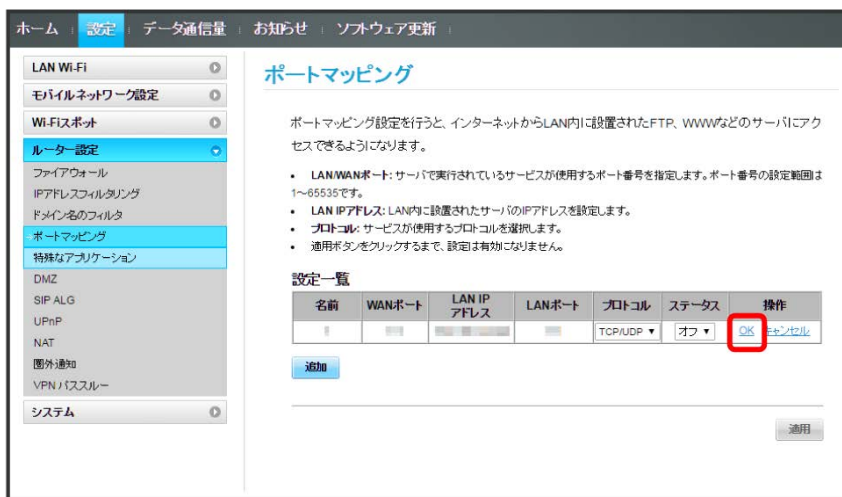 ホーム 設定 データ通信量 お知らせ ソフトウェア更新
LAN Wi-Fi
モバイルネットワーク設定
Wi-Fiスポット
ルーター設定
ファイアウォール
IPアドレスフィルタリング
ドメイン名のフィルタ
ポートマッピング
特殊なアプリケーション
DMZ
SIP ALG
UPnP
NAT
圏外通知
VPN パススルー
システム
ポートマッピング
ポートマッピング設定を行うと、インターネットからLAN内に設置されたFTP、WWWなどのサーバにアク
セスできるようになります。
• LAN/WANポート: サーバで実行されているサービスが使用するポート番号を指定します。ポート番号の設定範囲は
1～65535です。
• LAN IPアドレス: LAN内に設置されたサーバのIPアドレスを設定します。
• プロトコル: サービスが使用するプロトコルを選択します。
• 適用ボタンをクリックするまで、設定は有効になりません。
設定一覧
名前 WANポート LAN IP アドレス LANポート プロトコル ステータス 操作
TCP/UDP ▼ オフ ▼ OK キャンセル
追加
適用